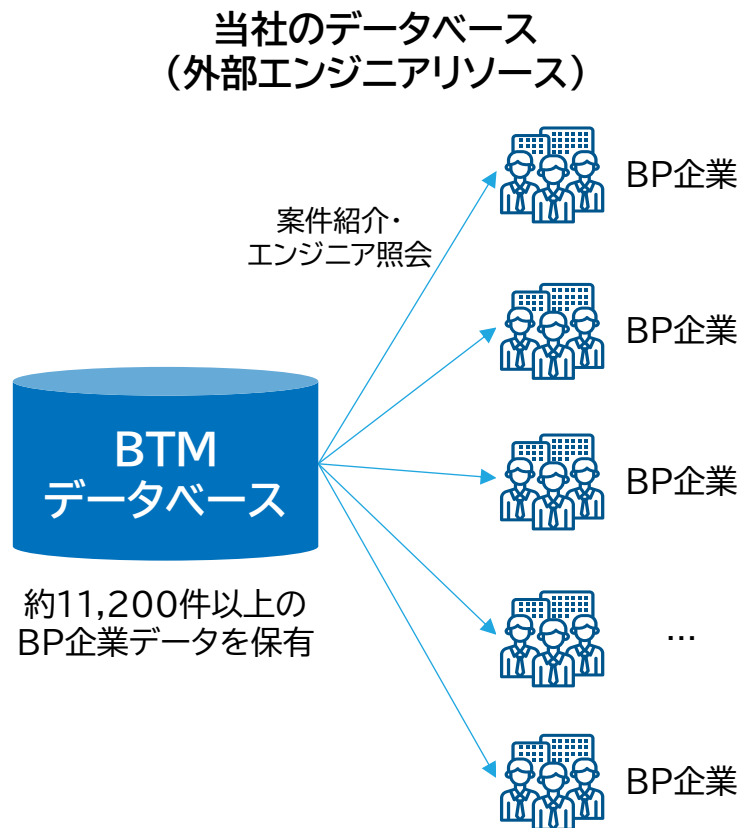 当社のデータベース
（外部エンジニアリソース）
BP企業
案件紹介・
エンジニア照会
BP企業
BTM
データベース
BP企業
約11,200件以上の
BP企業データを保有
…
BP企業